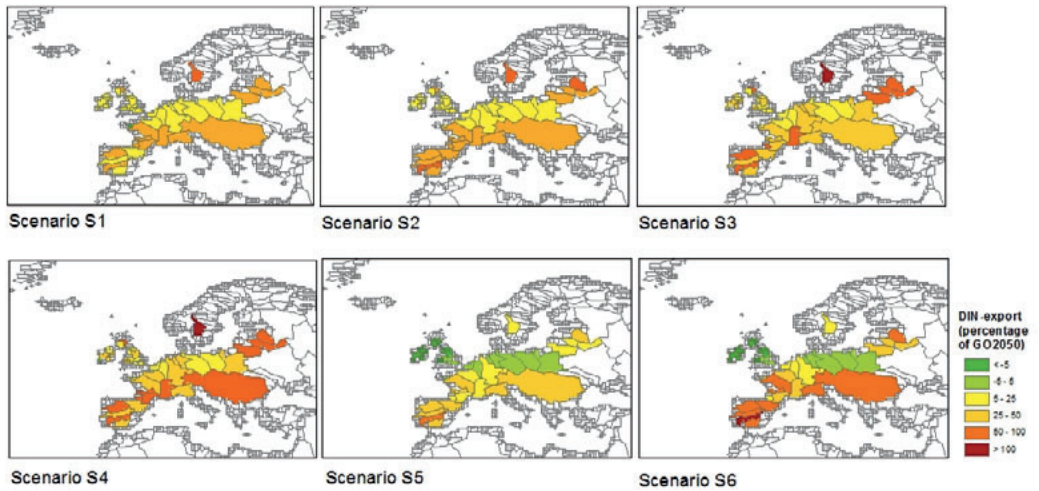 Scenario S1
Scenario S2
Scenario S3
Scenario S4
Scenario S5
Scenario S6
DIN-export
(percentage
of GO2050)
< -5
-5 - 5
5 - 25
25 - 50
50 - 100
> 100